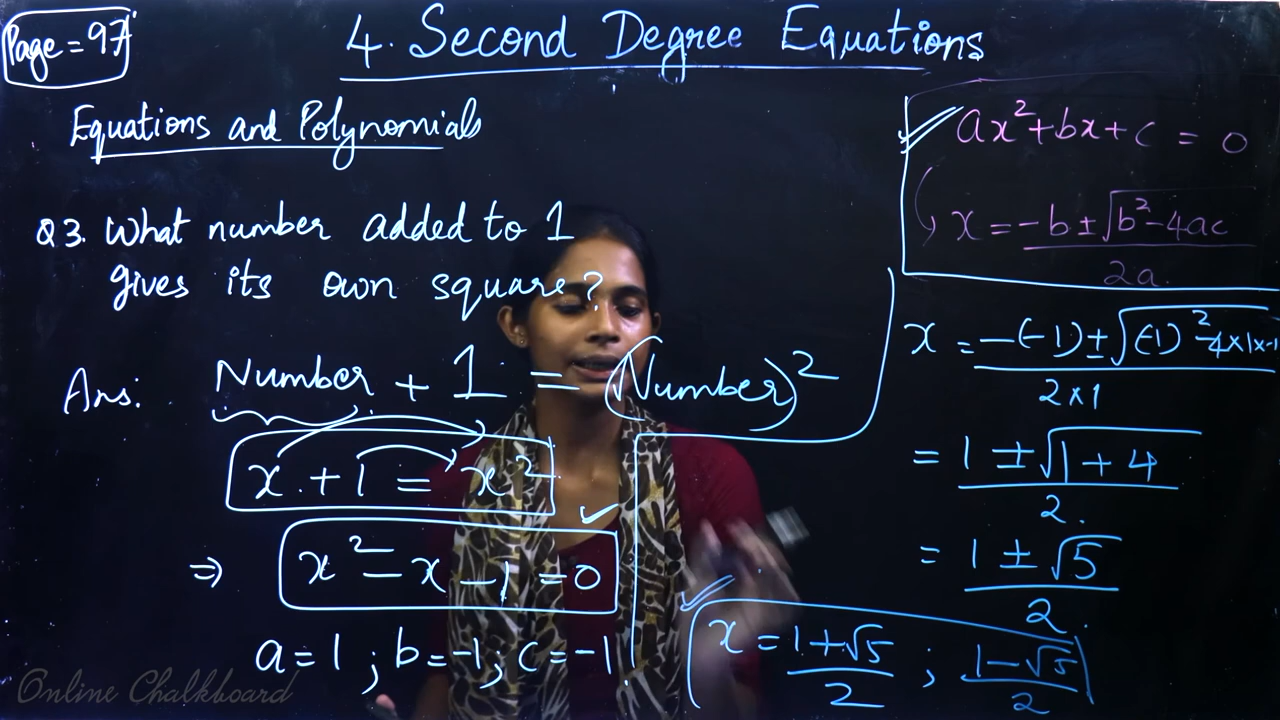 Page = 97
4. Second Degree Equations
Equations and Polynomials
Q3. What number added to 1
gives its own square?
Ans: Number + 1 = (Number)²
x + 1 = x²
⇒ x² − x − 1 = 0
a = 1 ; b = −1 ; c = −1
ax² + bx + c = 0
x = −b ± √b² − 4ac
2a.
x = −(−1) ± √(−1)² −4×1×−1
2×1
= 1 ± √1 + 4
2.
= 1 ± √5
2.
x = 1+√5 ; 1−√5
2 2
Online Chalkboard